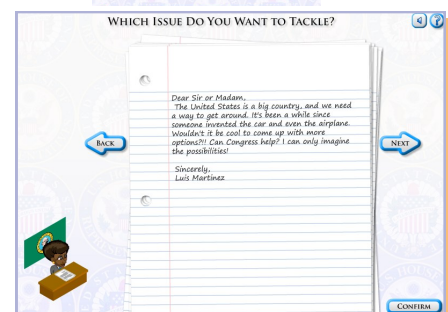 WHICH ISSUE DO YOU WANT TO TACKLE?
Dear Sir or Madam,
The United States is a big country, and we need
a way to get around. It's been a while since
someone invented the car and even the airplane.
Wouldn't it be cool to come up with more
options?!! Can Congress help? I can only imagine
the possibilities!
Sincerely,
Luis Martinez
BACK
NEXT
CONFIRM